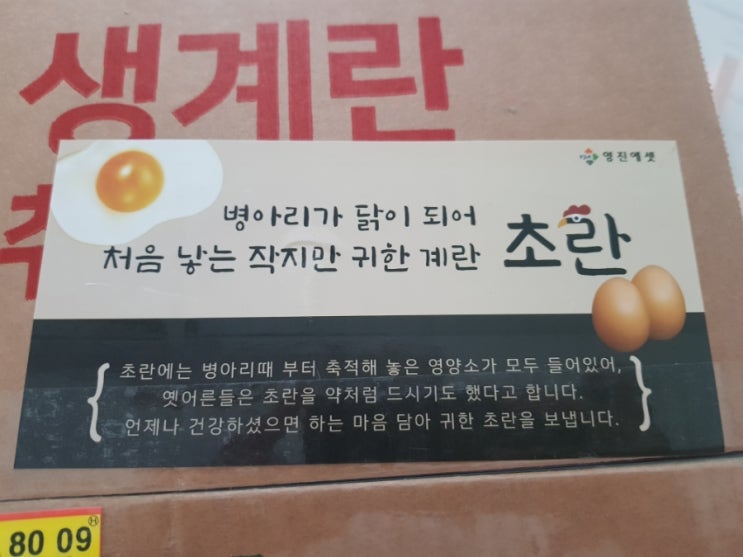 생계란
영진에셋
병아리가 닭이 되어
처음 낳는 작지만 귀한 계란
초란
초란에는 병아리때 부터 축적해 놓은 영양소가 모두 들어있어,
옛어른들은 초란을 약처럼 드시기도 했다고 합니다.
언제나 건강하셨으면 하는 마음 담아 귀한 초란을 보냅니다.
80 09